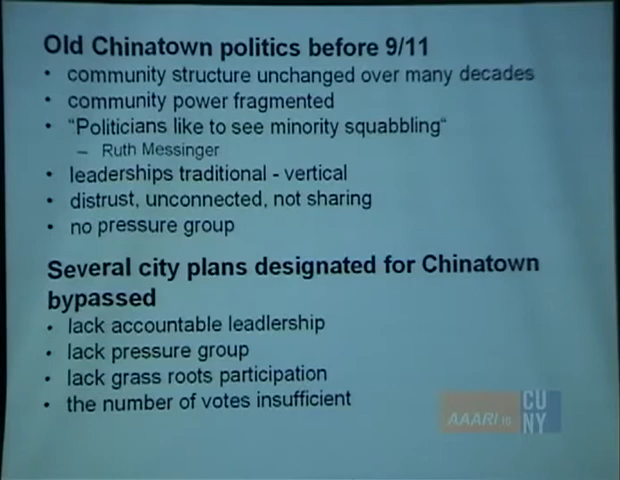 Old Chinatown politics before 9/11
• community structure unchanged over many decades
• community power fragmented
• "Politicians like to see minority squabbling"
– Ruth Messinger
• leaderships traditional - vertical
• distrust, unconnected, not sharing
• no pressure group
Several city plans designated for Chinatown
bypassed
• lack accountable leadlership
• lack pressure group
• lack grass roots participation
• the number of votes insufficient
AAARI is
CU
NY